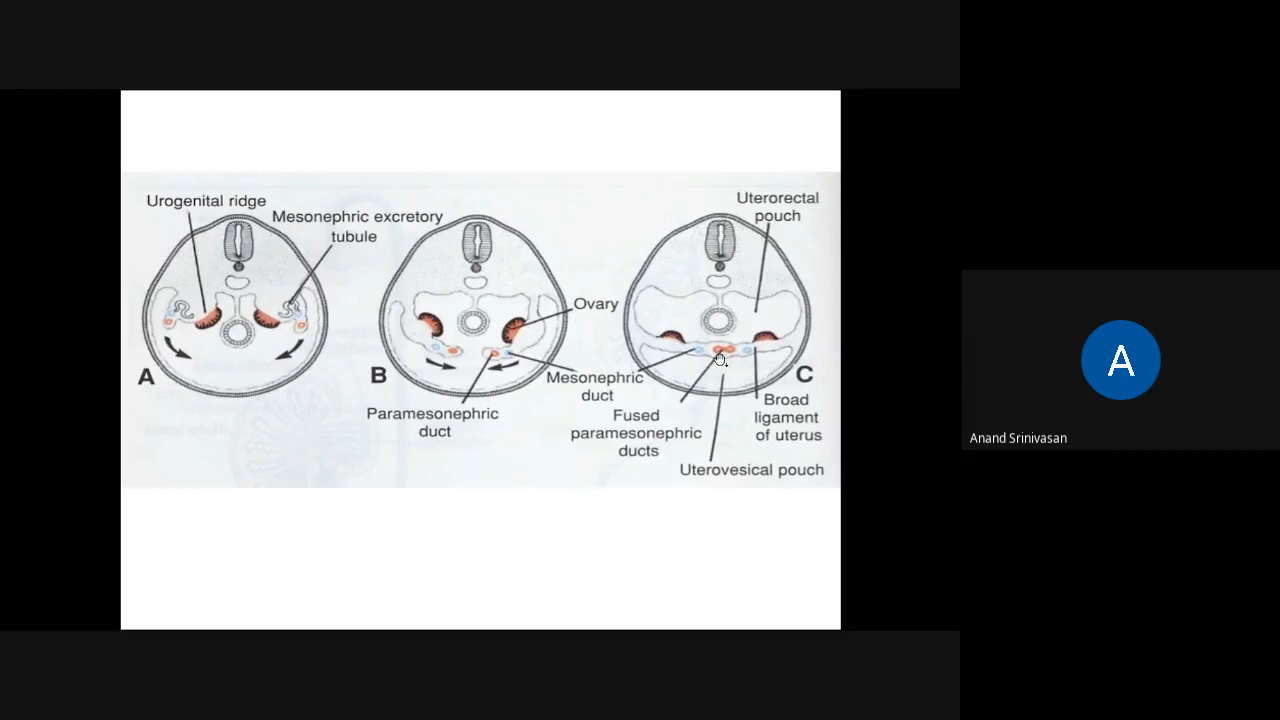 Urogenital ridge
Mesonephric excretory
tubule
A
B
Ovary
Mesonephric
duct
Paramesonephric
duct
Uterorectal
pouch
C
Fused
paramesonephric
ducts
Broad
ligament
of uterus
Uterovesical pouch
A
Anand Srinivasan